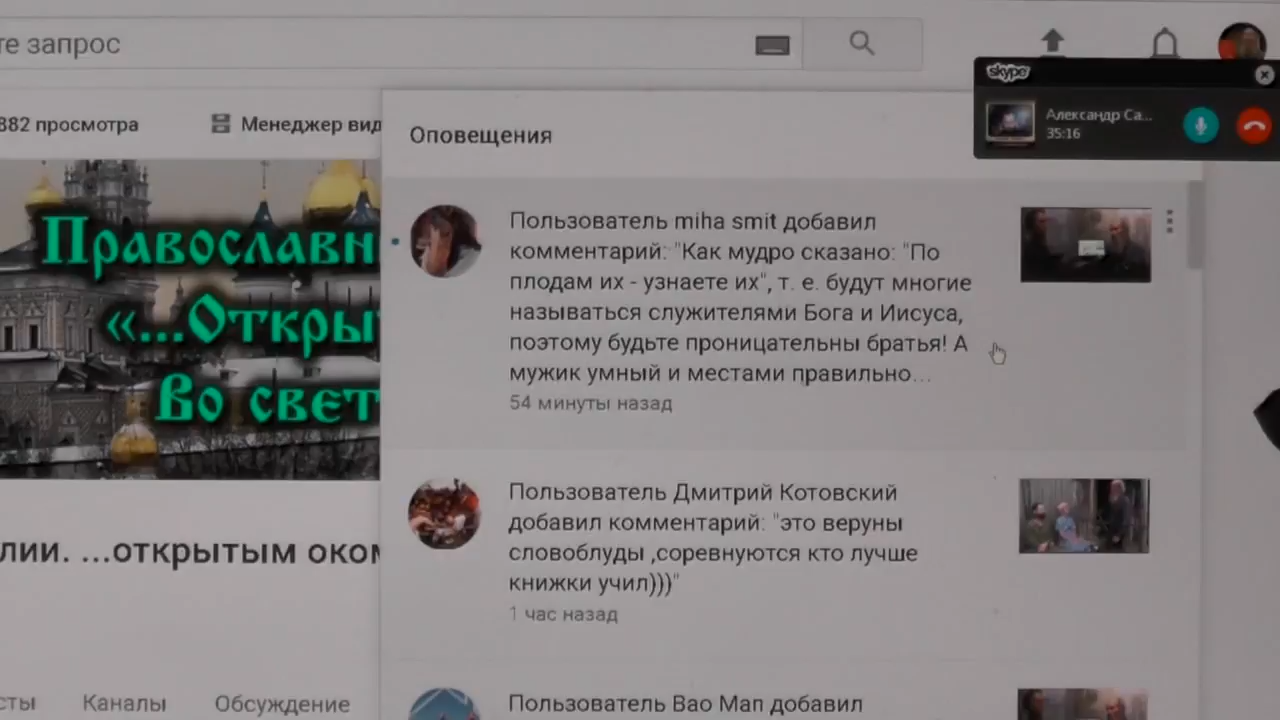 те запрос
skype
Александр Са...
35:16
882 просмотра
Менеджер вид
Оповещения
Православн
«...Откры
Во свет
Пользователь miha smit добавил
комментарий: "Как мудро сказано: "По
плодам их - узнаете их", т. е. будут многие
называться служителями Бога и Иисуса,
поэтому будьте проницательны братья! А
мужик умный и местами правильно...
54 минуты назад
Пользователь Дмитрий Котовский
добавил комментарий: "это веруны
словоблуды ,соревнуются кто лучше
книжки учил)))"
1 час назад
лии. ...открытым оком
сты
Каналы
Обсуждение
Пользователь Вао Мап добавил